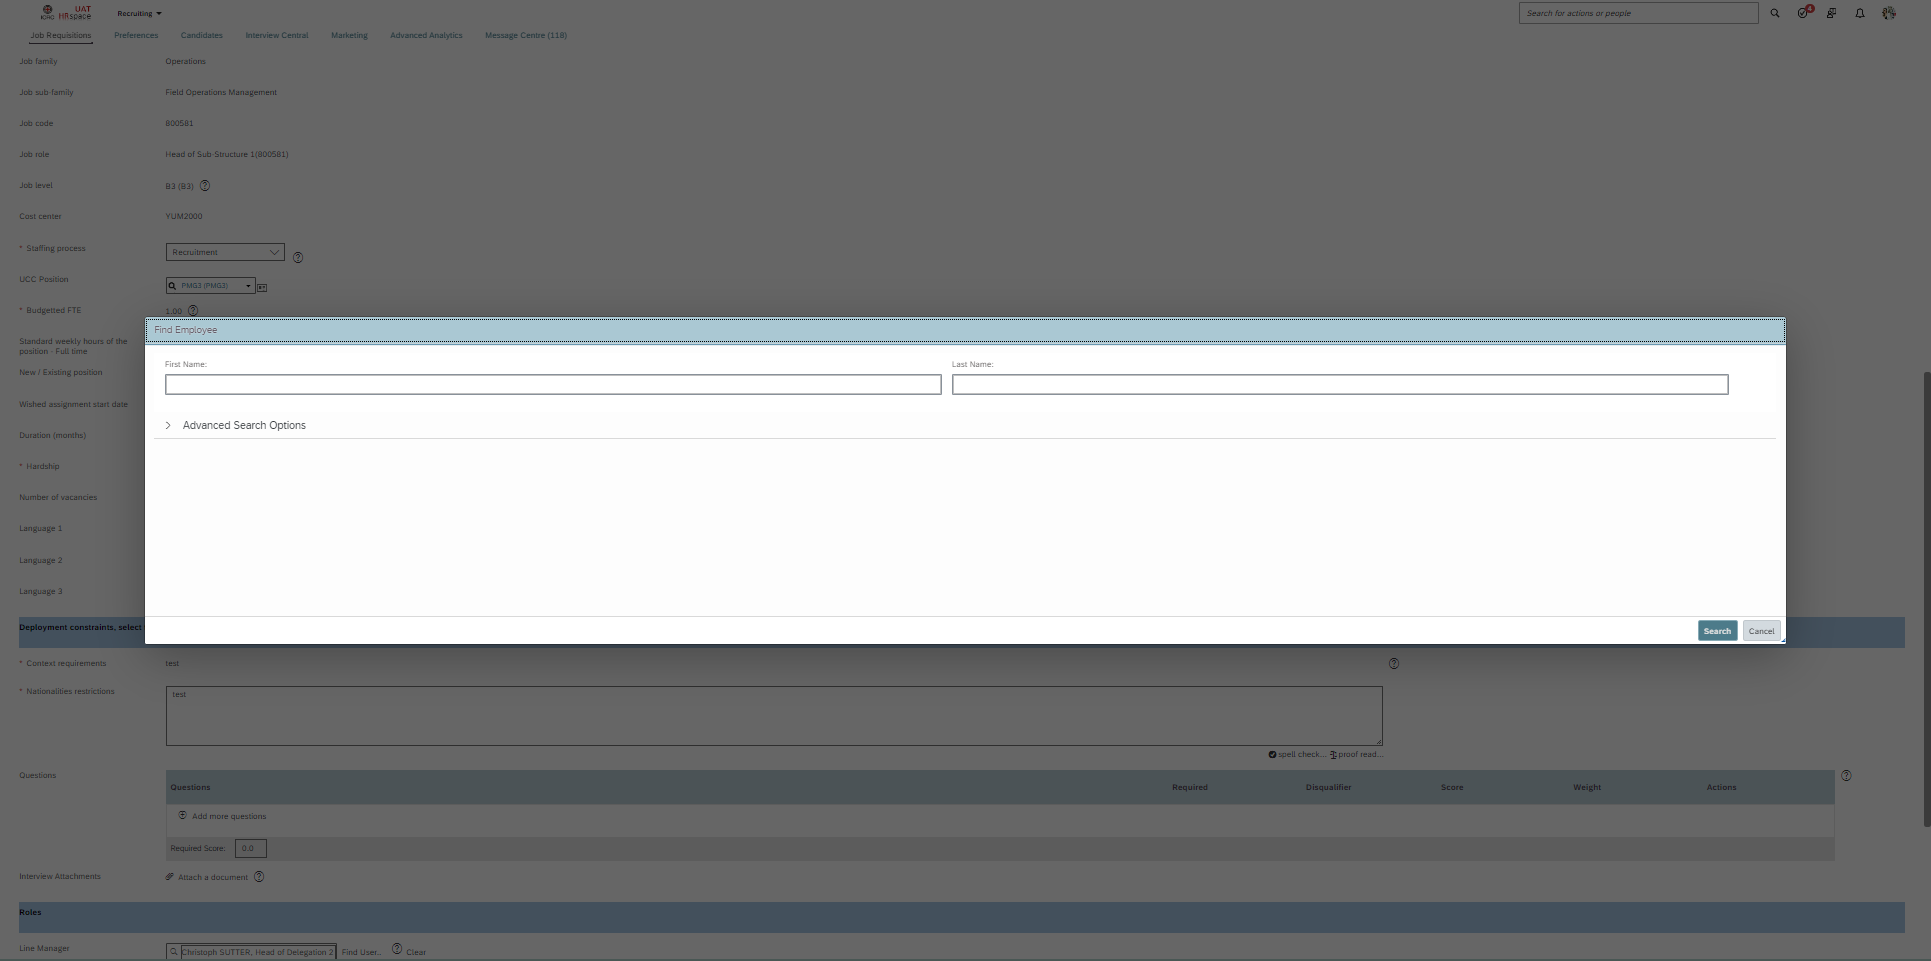 UAT
ICRC HRspace
Recruiting
Search for actions or people
4
Job Requisitions
Preferences
Candidates
Interview Central
Marketing
Advanced Analytics
Message Centre (118)
Job family
Operations
Job sub-family
Field Operations Management
Job code
800581
Job role
Head of Sub-Structure 1(800581)
Job level
B3 (B3)
Cost center
YUM2000
* Staffing process
Recruitment
UCC Position
PMG3 (PMG3)
* Budgetted FTE
1.00
Find Employee
Standard weekly hours of the
position - Full time
First Name:
Last Name:
New / Existing position
Wished assignment start date
Advanced Search Options
Duration (months)
* Hardship
Number of vacancies
Language 1
Language 2
Language 3
Deployment constraints, select
Search
Cancel
* Context requirements
test
* Nationalities restrictions
test
spell check...
proof read...
Questions
Questions
Required
Disqualifier
Score
Weight
Actions
Add more questions
Required Score:
0.0
Interview Attachments
Attach a document
Roles
Line Manager
Christoph SUTTER, Head of Delegation 2
Find User...
Clear